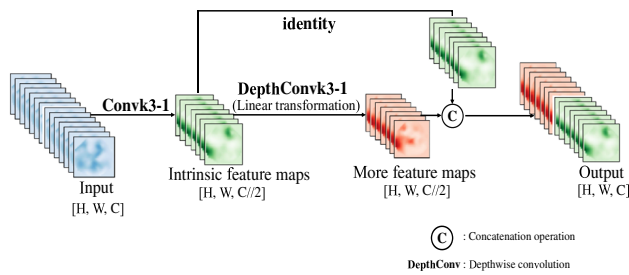 identity
Convk3-1
DepthConvk3-1
(Linear transformation)
C
Input
[H, W, C]
Intrinsic feature maps
[H, W, C//2]
More feature maps
[H, W, C//2]
Output
[H, W, C]
C : Concatenation operation
DepthConv : Depthwise convolution